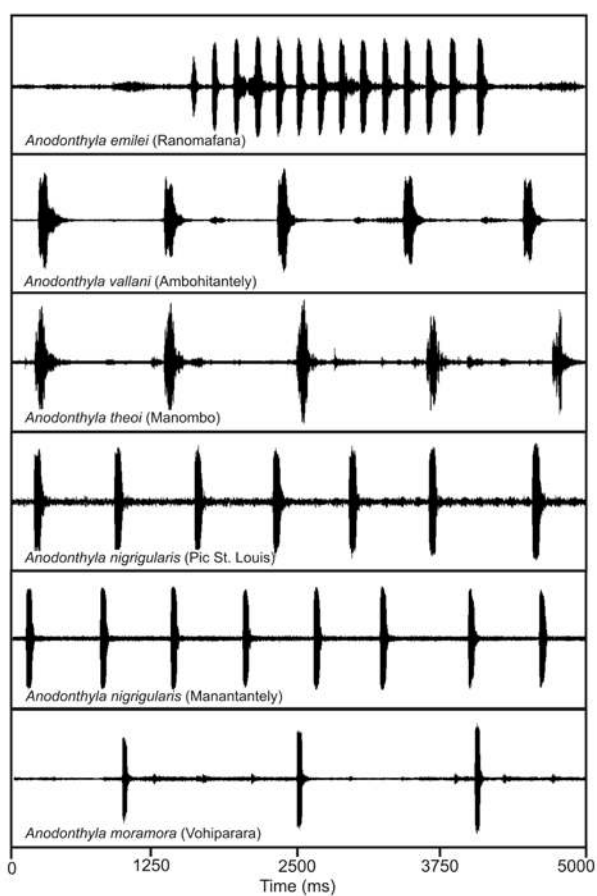 Anodonthyla emilei (Ranomafana)
Anodonthyla vallani (Ambohitantely)
Anodonthyla theoi (Manombo)
Anodonthyla nigrigularis (Pic St. Louis)
Anodonthyla nigrigularis (Manantantely)
Anodonthyla moramora (Vohiparara)
0 1250 2500 3750 5000
Time (ms)